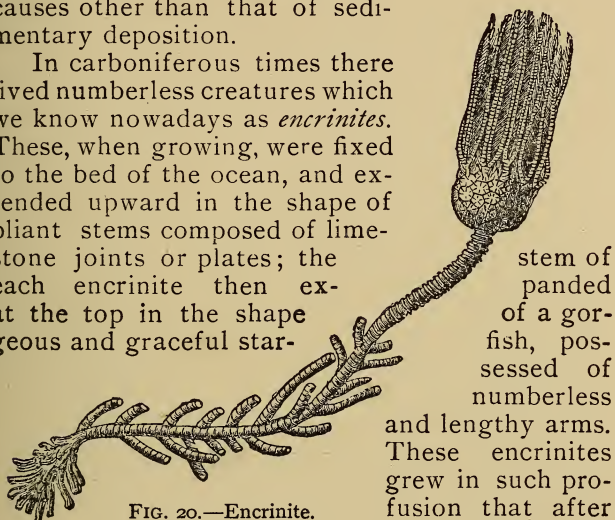 causes other than that of sedi-
mentary deposition.
In carboniferous times there
ived numberless creatures which
we know nowadays as encrinites.
These, when growing, were fixed
o the bed of the ocean, and ex-
ended upward in the shape of
pliant stems composed of lime-
stone joints or plates; the stem of
each encrinite then ex- panded
at the top in the shape of a gor-
geous and graceful star- fish, pos-
sessed of
numberless
and lengthy arms.
These encrinites
grew in such pro-
fusion that after
FIG. 20.—Encrinite.